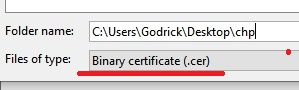 Folder name: C:\Users\Godrick\Desktop\chp
Files of type: Binary certificate (.cer)